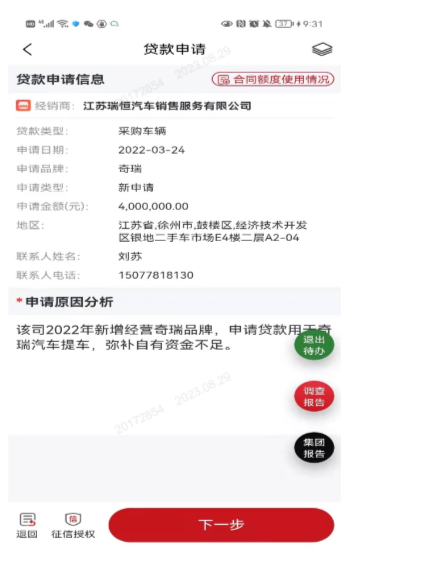 37 9:31
贷款申请
贷款申请信息 合同额度使用情况
经销商: 江苏瑞恒汽车销售服务有限公司
贷款类型: 采购车辆
申请日期: 2022-03-24
申请品牌: 奇瑞
申请类型: 新申请
申请金额(元): 4,000,000.00
地区: 江苏省,徐州市,鼓楼区,经济技术开发
区银地二手车市场E4楼二层A2-04
联系人姓名: 刘苏
联系人电话: 15077818130
*申请原因分析
该司2022年新增经营奇瑞品牌，申请贷款用于奇
瑞汽车提车，弥补自有资金不足。
退出
待办
调查
报告
20172654 2023.08.29
集团
报告
退回 征信授权 下一步